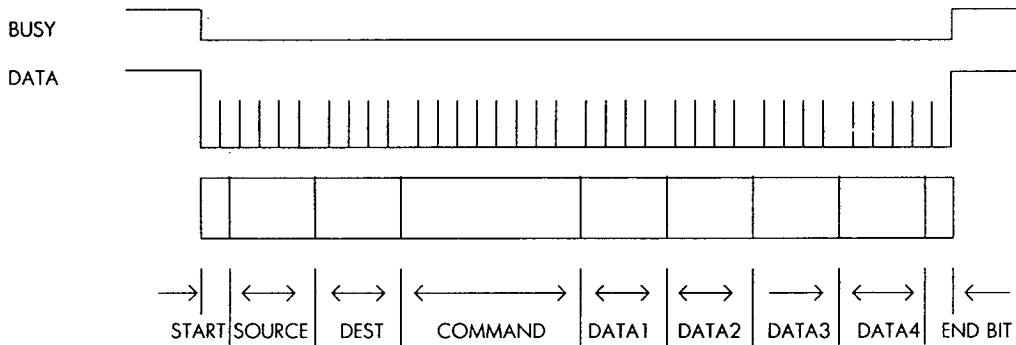 BUSY
DATA
START SOURCE DEST COMMAND DATA1 DATA2 DATA3 DATA4 END BIT